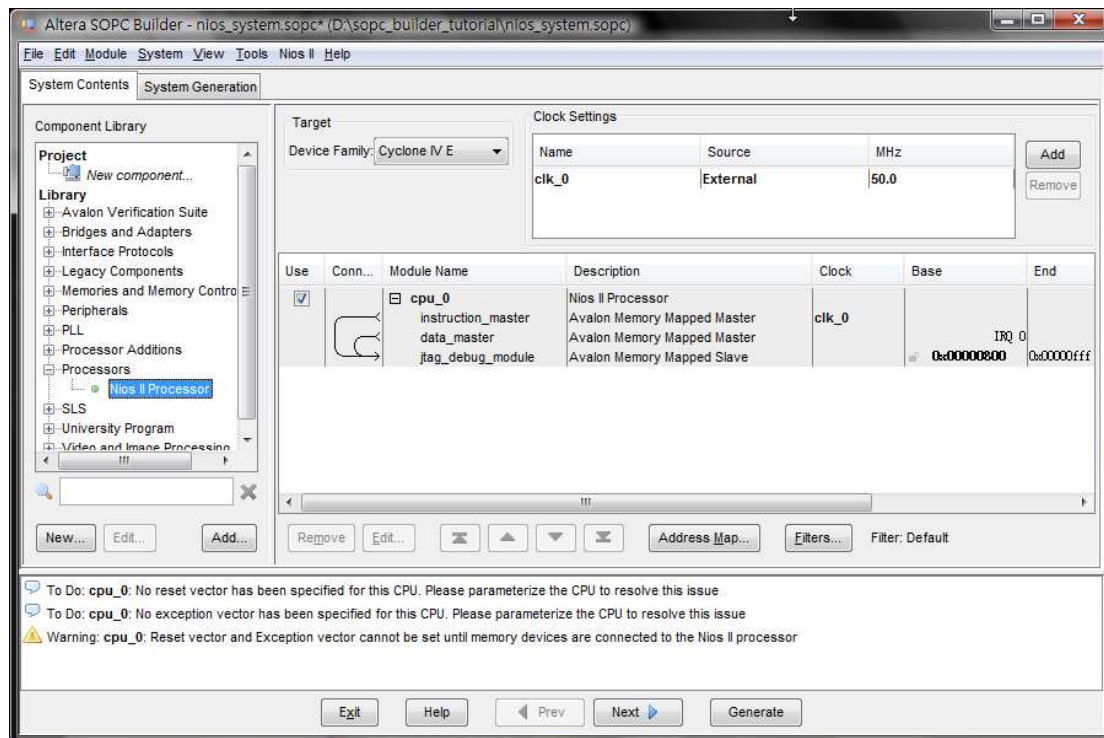 Altera SOPC Builder - nios_system.sopc* (D:\sopc_builder_tutorial\nios_system.sopc)
File Edit Module System View Tools Nios II Help
System Contents System Generation
Component Library
Project
New component...
Library
Avalon Verification Suite
Bridges and Adapters
Interface Protocols
Legacy Components
Memories and Memory Contro
Peripherals
PLL
Processor Additions
Processors
Nios II Processor
SLS
University Program
Video and Image Processing
New... Edit... Add...
Target
Device Family: Cyclone IV E
Clock Settings
Name Source MHz
clk_0 External 50.0
Add
Remove
Use Conn... Module Name Description Clock Base End
cpu_0 Nios II Processor
instruction_master Avalon Memory Mapped Master clk_0
data_master Avalon Memory Mapped Master IRQ 0
jtag_debug_module Avalon Memory Mapped Slave 0x00000800 0x00000fff
Remove Edit... Address Map... Filters... Filter: Default
To Do: cpu_0: No reset vector has been specified for this CPU. Please parameterize the CPU to resolve this issue
To Do: cpu_0: No exception vector has been specified for this CPU. Please parameterize the CPU to resolve this issue
Warning: cpu_0: Reset vector and Exception vector cannot be set until memory devices are connected to the Nios II processor
Exit Help Prev Next Generate